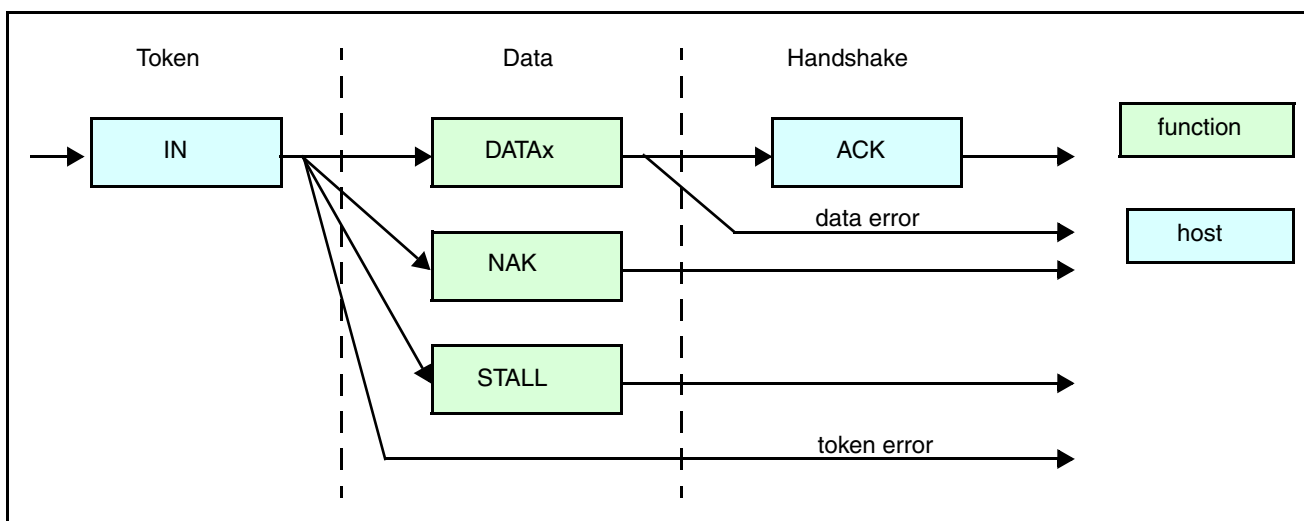 Token
Data
Handshake
IN
DATAx
ACK
function
data error
host
NAK
STALL
token error